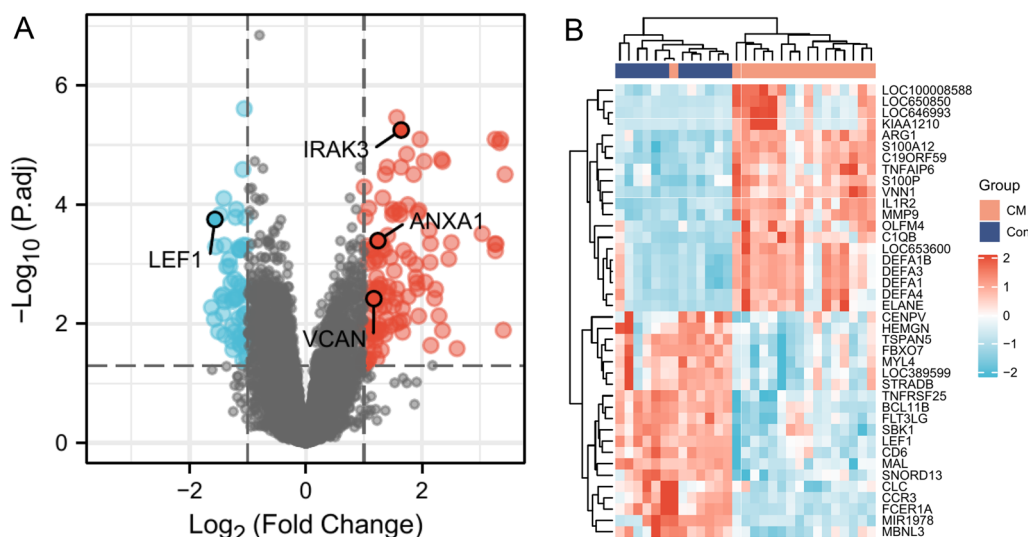 A
6
4
2
0
−2
0
2
−Log10 (P.adj)
Log2 (Fold Change)
IRAK3
ANXA1
LEF1
VCAN
B
LOC100008588
LOC650850
LOC646993
KIAA1210
ARG1
S100A12
C19ORF59
TNFAIP6
S100P
VNN1
IL1R2
MMP9
OLFM4
C1QB
LOC653600
DEFA1B
DEFA3
DEFA1
DEFA4
ELANE
CENPV
HEMGN
TSPAN5
FBXO7
MYL4
LOC389599
STRADB
TNFRSF25
BCL11B
FLT3LG
SBK1
LEF1
CD6
MAL
SNORD13
CLC
CCR3
FCER1A
MIR1978
MBNL3
Group
CM
Con
2
1
0
−1
−2